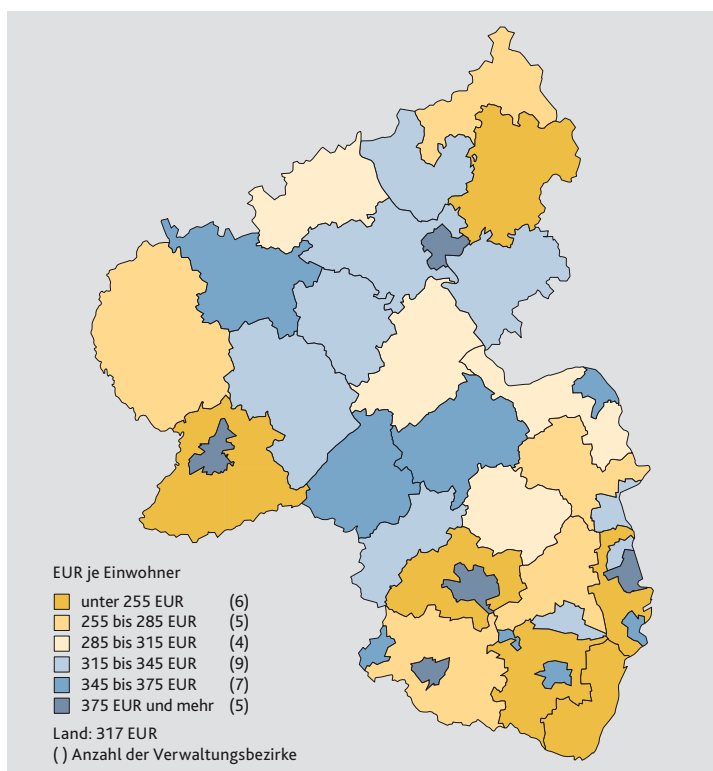 EUR je Einwohner
unter 255 EUR (6)
255 bis 285 EUR (5)
285 bis 315 EUR (4)
315 bis 345 EUR (9)
345 bis 375 EUR (7)
375 EUR und mehr (5)
Land: 317 EUR
( ) Anzahl der Verwaltungsbezirke